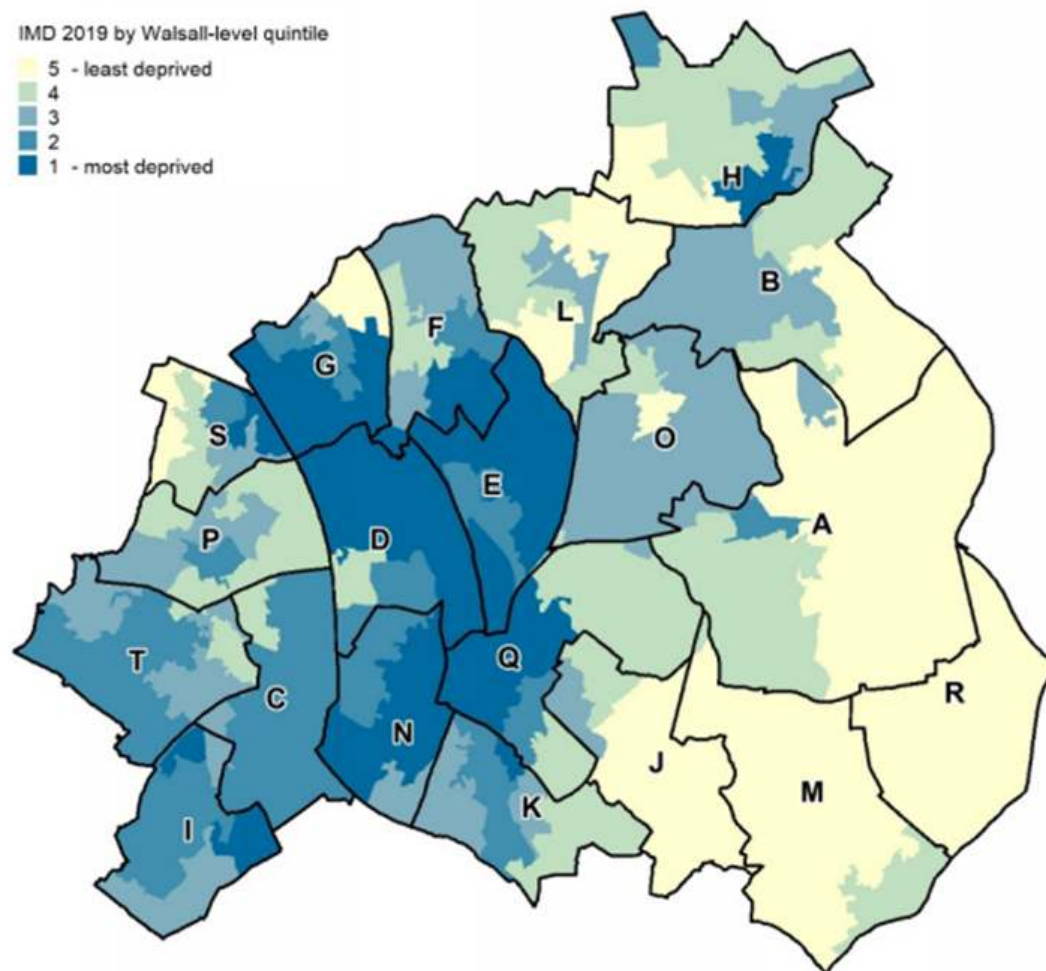 IMD 2019 by Walsall-level quintile
5 - least deprived
4
3
2
1 - most deprived
H
B
L
F
G
O
S
E
A
P
D
Q
T
R
C
N
J
M
K
I